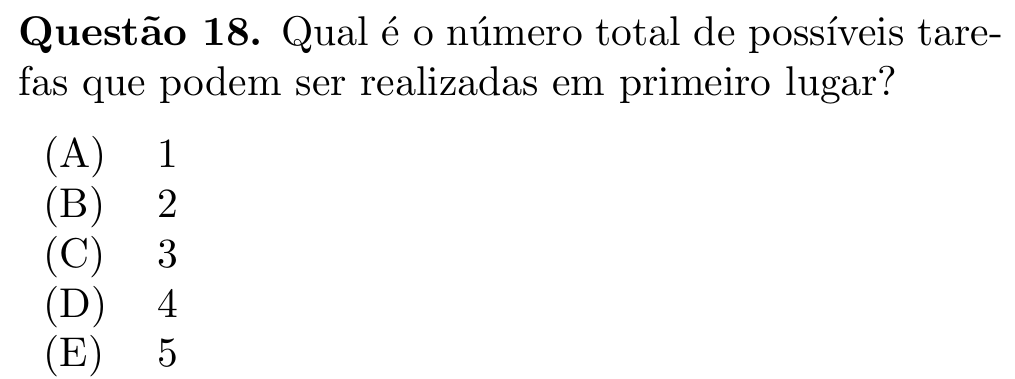 Questão 18. Qual é o número total de possíveis tare-
fas que podem ser realizadas em primeiro lugar?
(A) 1
(B) 2
(C) 3
(D) 4
(E) 5